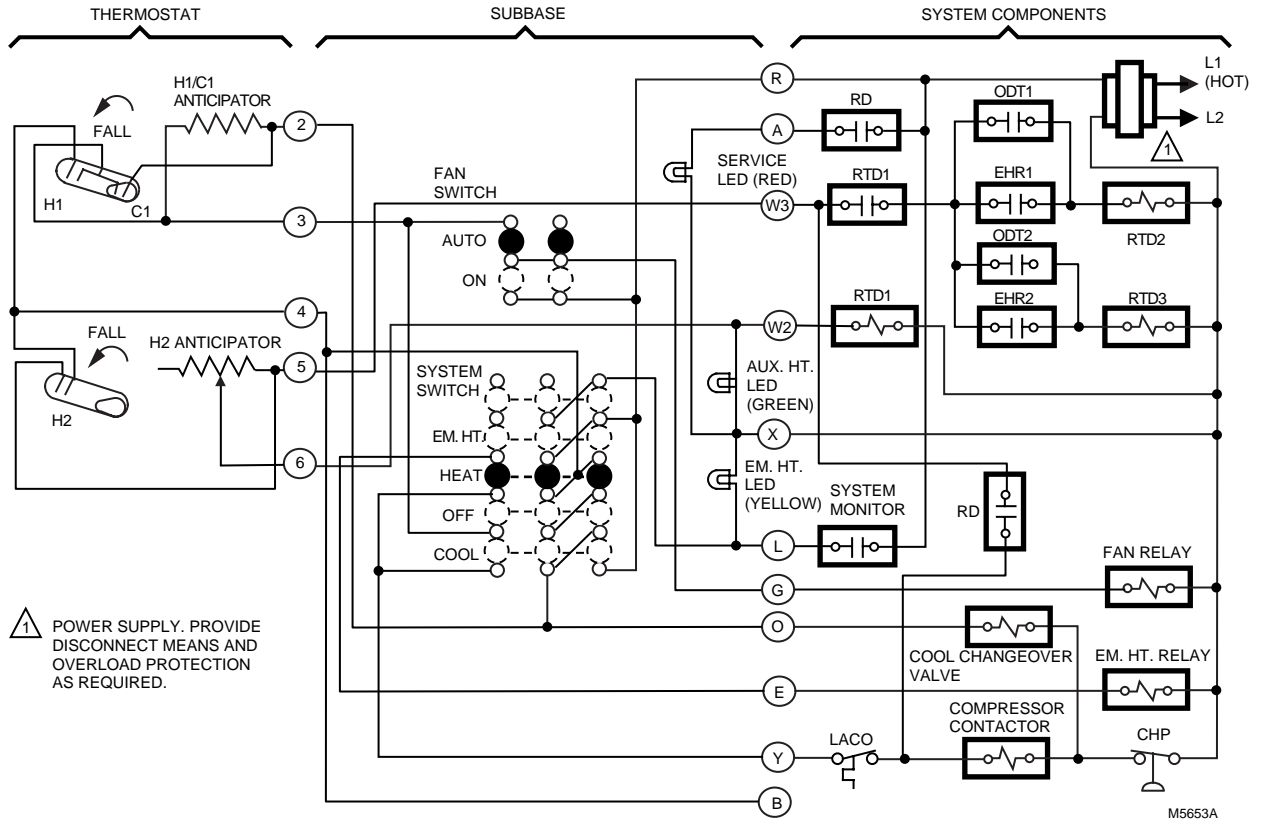 THERMOSTAT
SUBBASE
SYSTEM COMPONENTS
H1/C1
ANTICIPATOR
FALL
H1
C1
2
3
4
FALL
H2 ANTICIPATOR
H2
5
6
FAN
SWITCH
AUTO
ON
SYSTEM
SWITCH
EM. HT.
HEAT
OFF
COOL
R
A
SERVICE
LED (RED)
W3
W2
AUX. HT.
LED
(GREEN)
X
EM. HT.
LED
(YELLOW)
L
G
O
E
Y
B
RD
RTD1
ODT1
EHR1
RTD2
ODT2
EHR2
RTD3
RTD1
L1
(HOT)
L2
1
SYSTEM
MONITOR
RD
FAN RELAY
COOL CHANGEOVER
VALVE
EM. HT. RELAY
COMPRESSOR
CONTACTOR
LACO
CHP
1 POWER SUPPLY. PROVIDE
DISCONNECT MEANS AND
OVERLOAD PROTECTION
AS REQUIRED.
M5653A